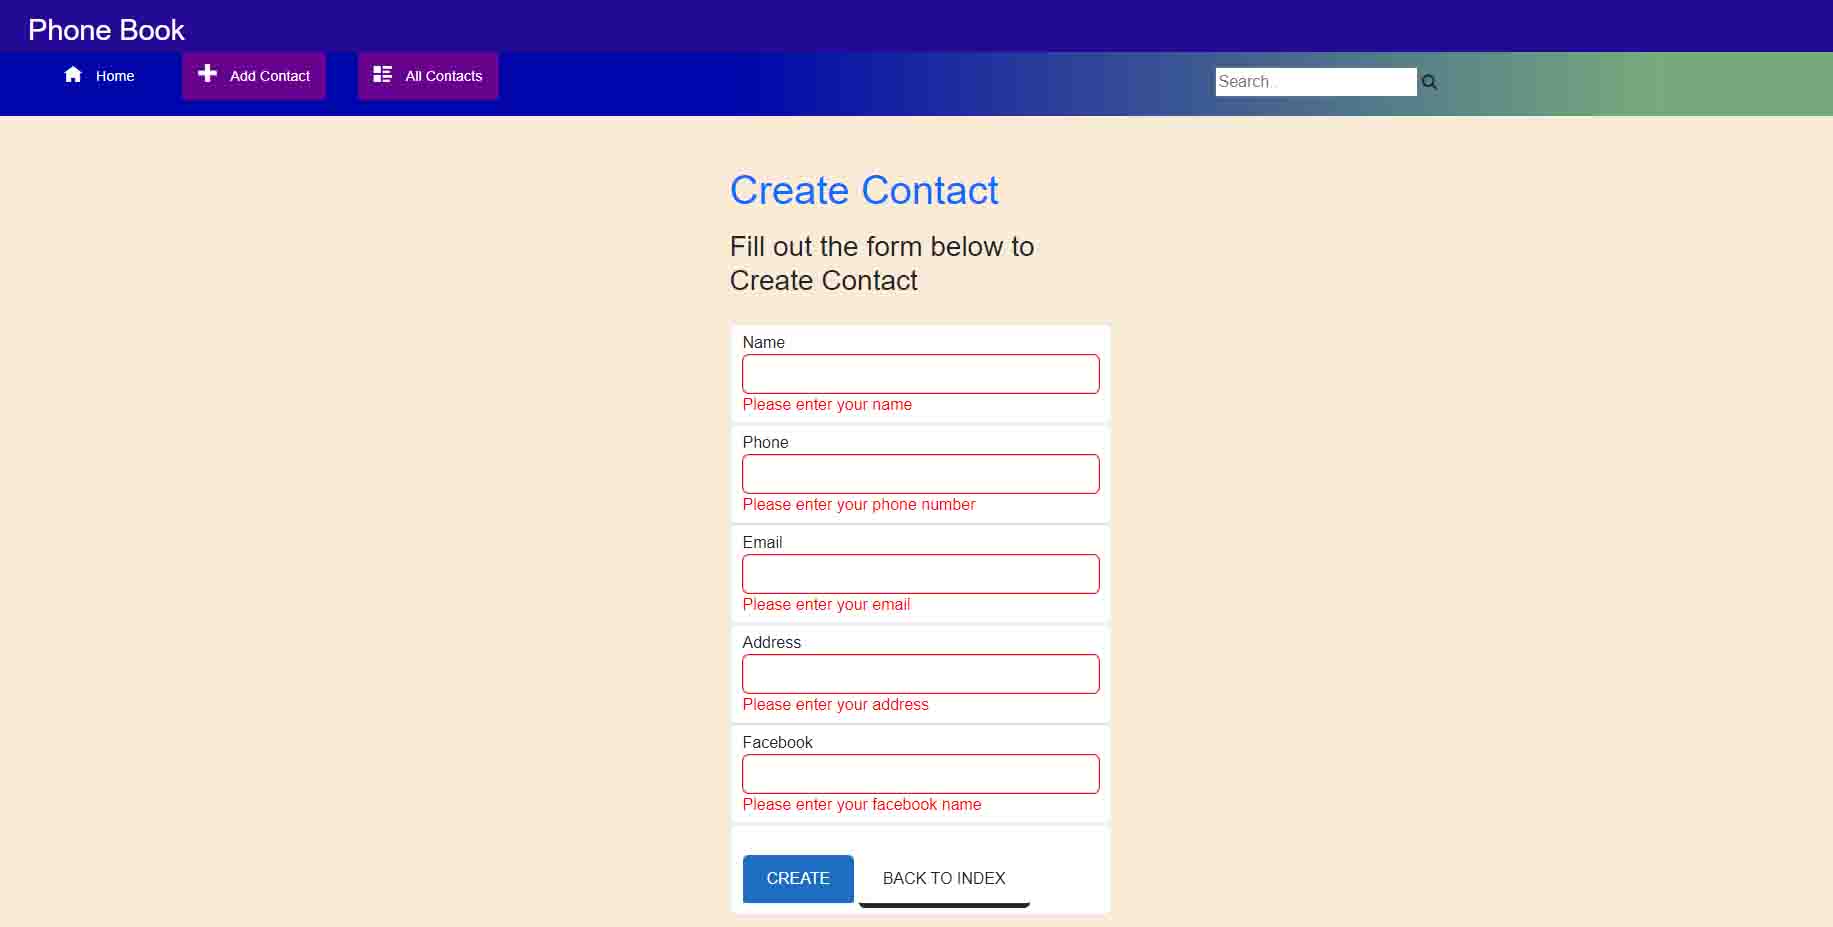 Phone Book
Home
Add Contact
All Contacts
Search..
Create Contact
Fill out the form below to
Create Contact
Name
Please enter your name
Phone
Please enter your phone number
Email
Please enter your email
Address
Please enter your address
Facebook
Please enter your facebook name
CREATE
BACK TO INDEX